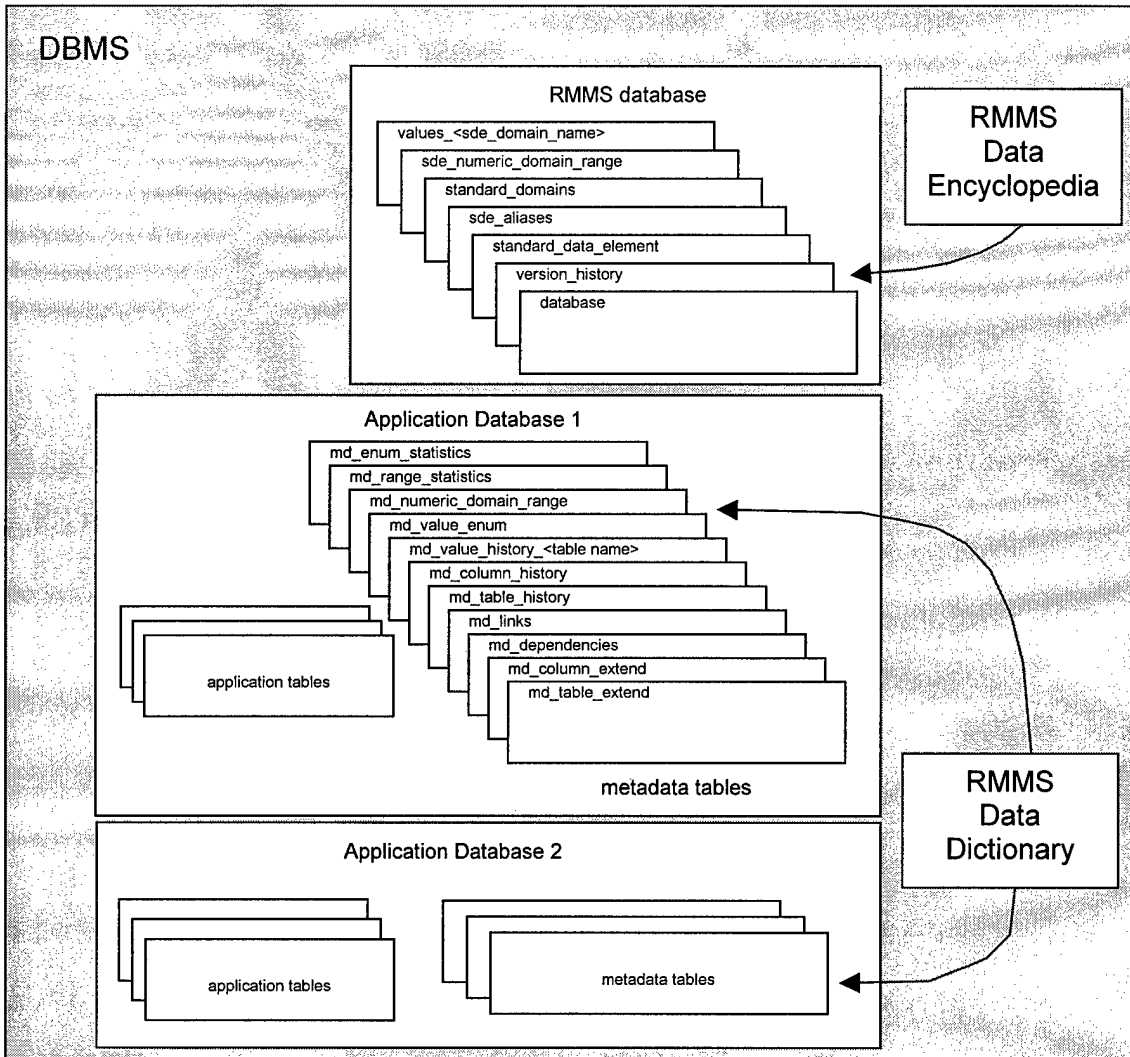 DBMS
RMMS database
values_<sde_domain_name>
sde_numeric_domain_range
standard_domains
sde_aliases
standard_data_element
version_history
database
RMMS
Data
Encyclopedia
Application Database 1
md_enum_statistics
md_range_statistics
md_numeric_domain_range
md_value_enum
md_value_history_<table name>
md_column_history
md_table_history
md_links
md_dependencies
md_column_extend
md_table_extend
application tables
metadata tables
RMMS
Data
Dictionary
Application Database 2
application tables
metadata tables